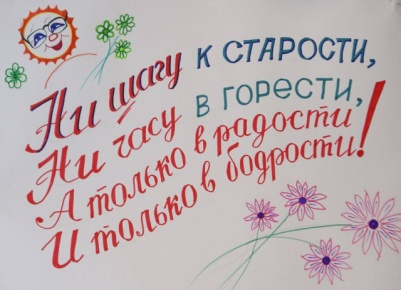 Ни шагу к старости,
Ни часу в горести,
А только в радости
И только в бодрости!